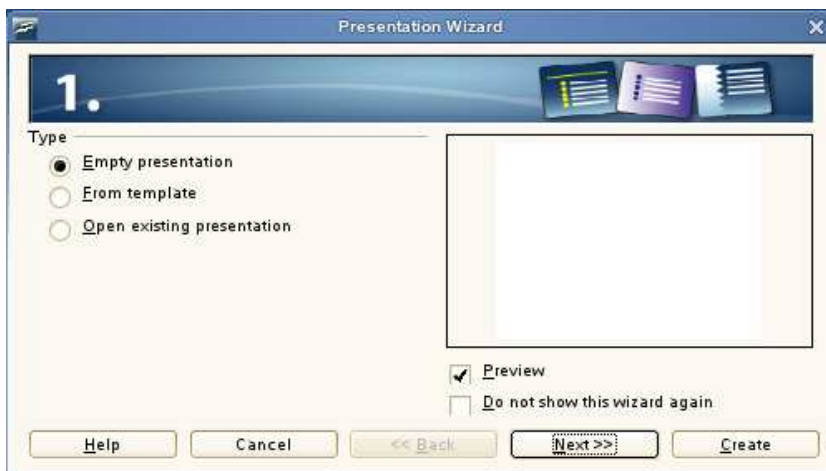 Presentation Wizard
1.
Type
Empty presentation
From template
Open existing presentation
Preview
Do not show this wizard again
Help
Cancel
<< Back
Next >>
Create